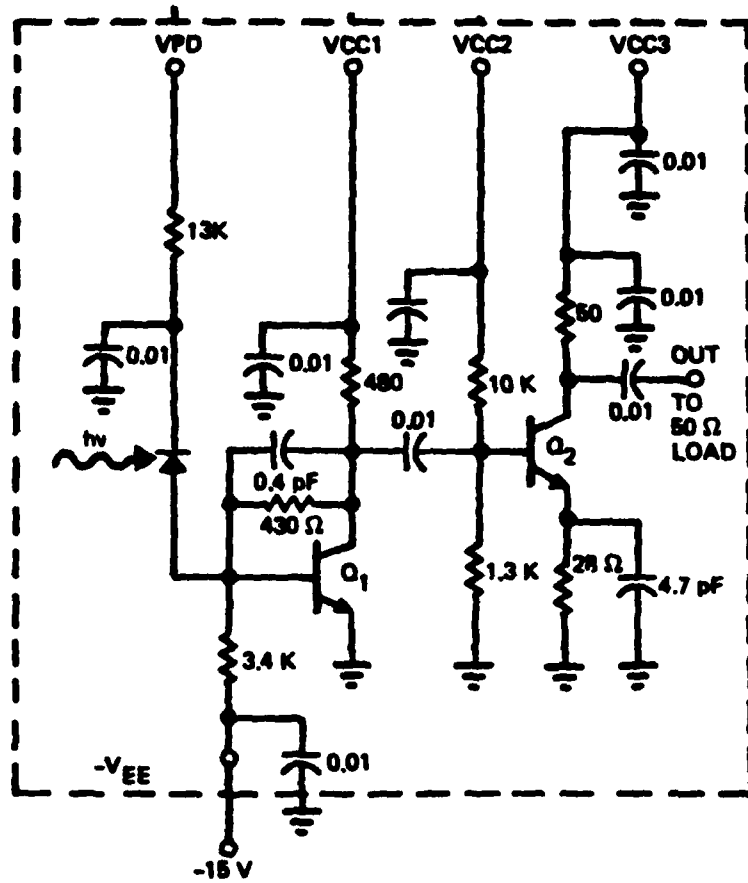 VPD VCC1 VCC2 VCC3
0.01
13K
0.01
0.01
0.01
50
OUT
480
10 K
0.01
TO
50 Ω
LOAD
hν
0.01
Q2
0.4 pF
430 Ω
Q1
1.3 K
28 Ω
4.7 pF
3.4 K
0.01
-VEE
-15 V